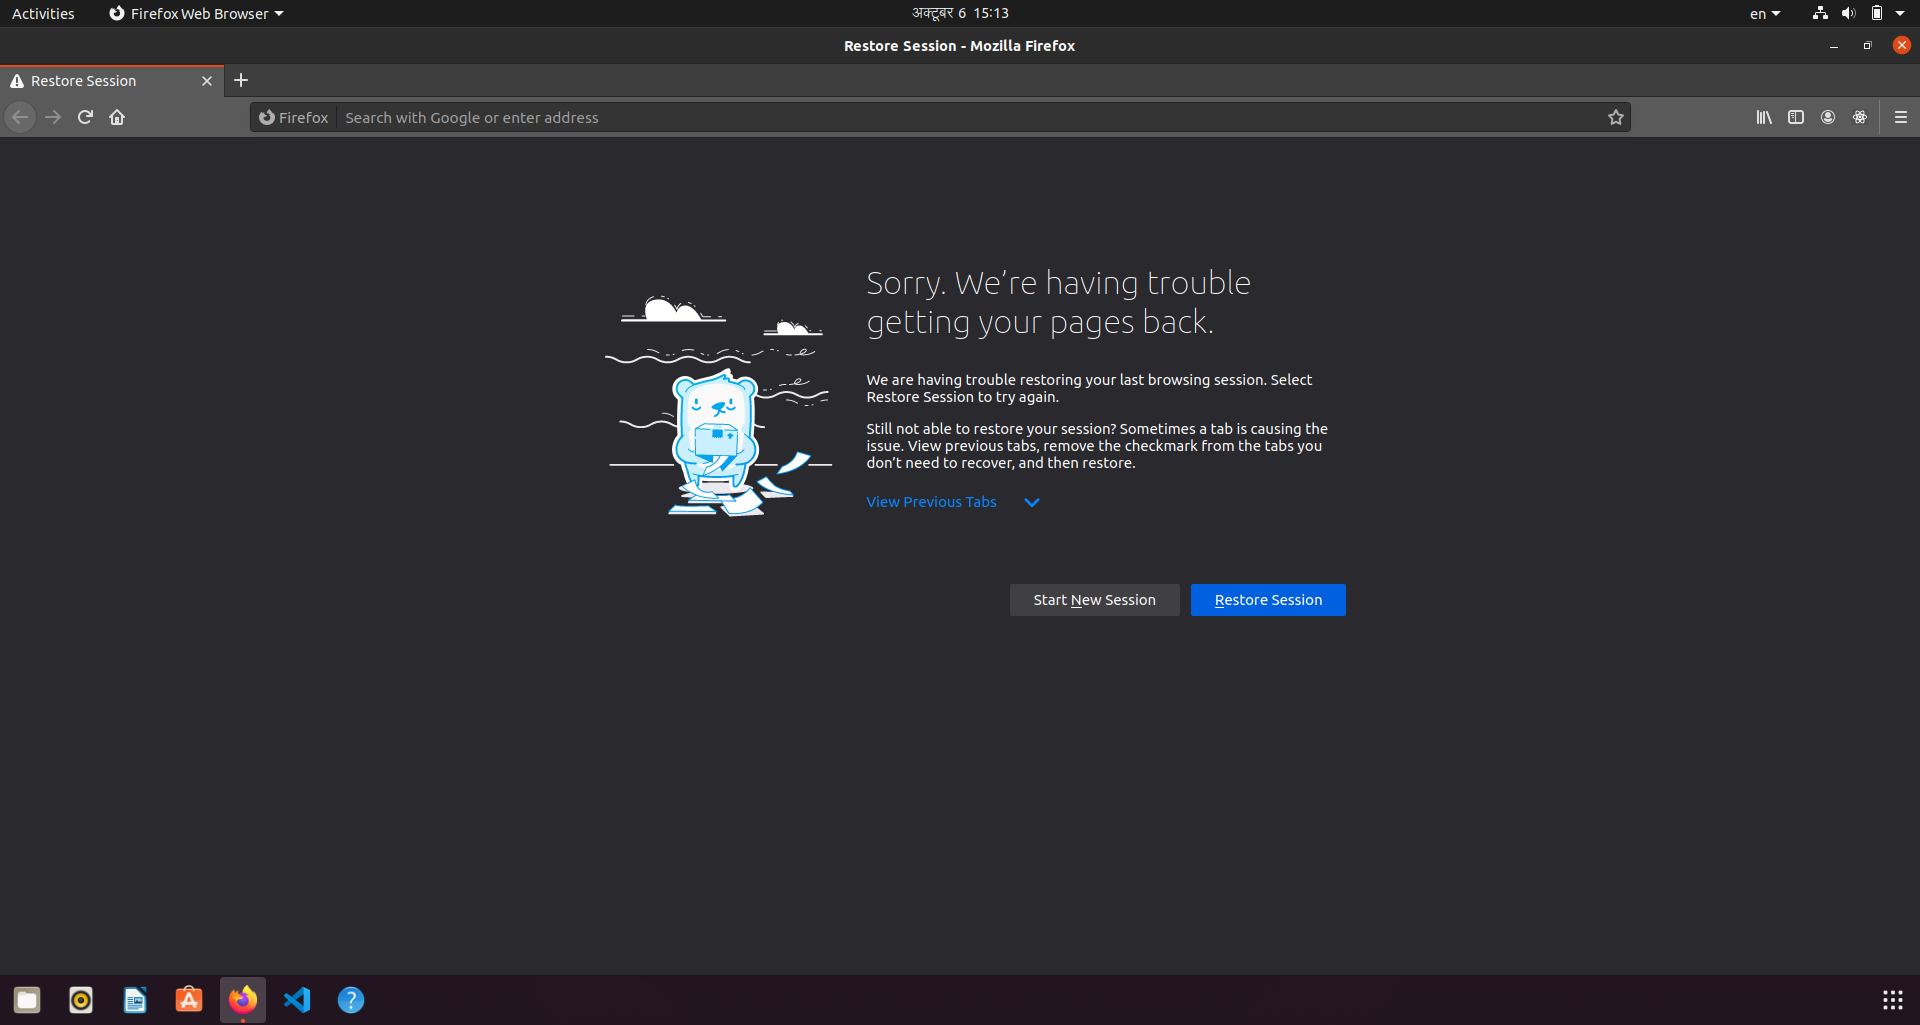 Activities
Firefox Web Browser
अक्टूबर 6 15:13
en
Restore Session - Mozilla Firefox
Restore Session
Firefox
Search with Google or enter address
Sorry. We’re having trouble
getting your pages back.
We are having trouble restoring your last browsing session. Select
Restore Session to try again.
Still not able to restore your session? Sometimes a tab is causing the
issue. View previous tabs, remove the checkmark from the tabs you
don’t need to recover, and then restore.
View Previous Tabs
Start New Session
Restore Session